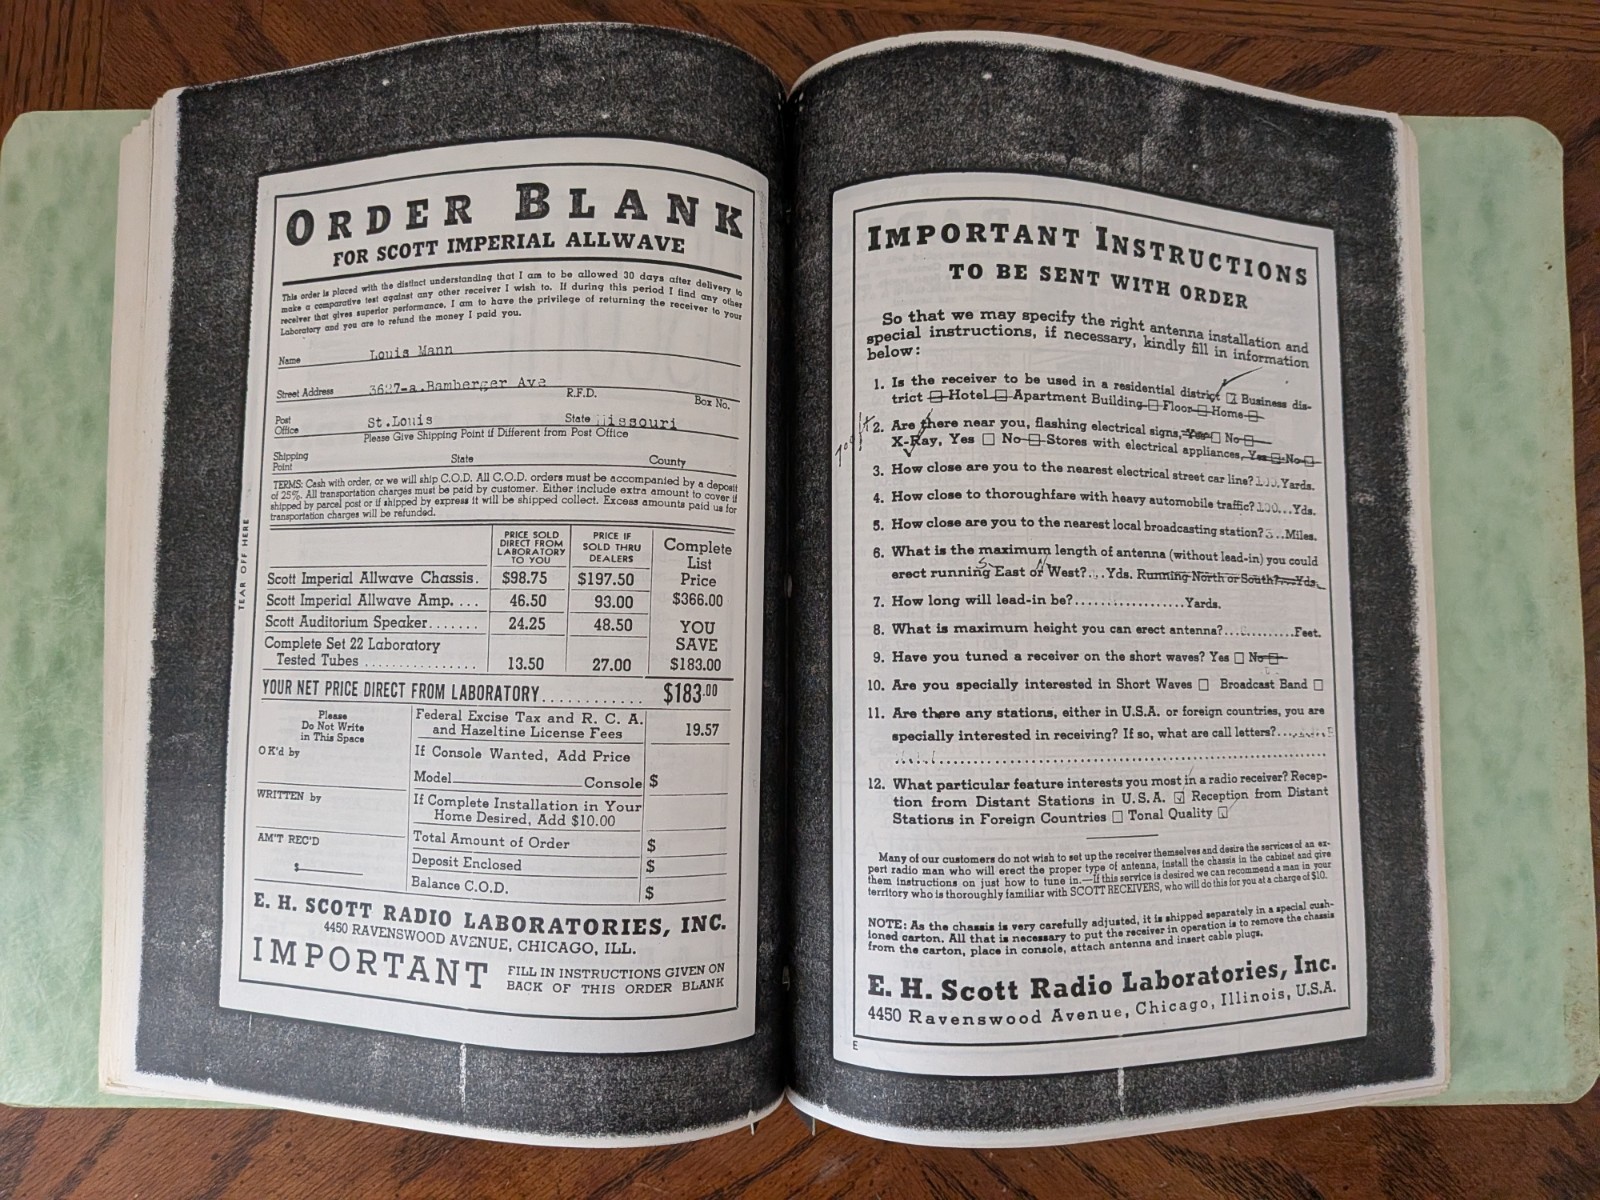 ORDER BLANK
FOR SCOTT IMPERIAL ALLWAVE
This order is placed with the distinct understanding that I am to be allowed 30 days after delivery to
make a comparative test against any other receiver I wish to. If during this period I find any other
receiver that gives superior performance, I am to have the privilege of returning the receiver to your
Laboratory and you are to refund the money I paid you.
Name Louis Mann
Street Address 3627-a.Bamberger Ave R.F.D. Box No.
Post Office St.Louis State Missouri
Please Give Shipping Point if Different from Post Office
Shipping Point State County
TERMS: Cash with order, or we will ship C.O.D. All C.O.D. orders must be accompanied by a deposit
of 25%. All transportation charges must be paid by customer. Either include extra amount to cover if
shipped by parcel post or if shipped by express it will be shipped collect. Excess amounts paid us for
transportation charges will be refunded.
TEAR OFF HERE
PRICE SOLD DIRECT FROM LABORATORY TO YOU
PRICE IF SOLD THRU DEALERS
Complete List Price $366.00
YOU SAVE $183.00
Scott Imperial Allwave Chassis. $98.75 $197.50
Scott Imperial Allwave Amp. ... 46.50 93.00
Scott Auditorium Speaker....... 24.25 48.50
Complete Set 22 Laboratory
Tested Tubes ................ 13.50 27.00
YOUR NET PRICE DIRECT FROM LABORATORY............ $183.00
Please
Do Not Write
in This Space
OK'd by
WRITTEN by
AM'T REC'D
$
Federal Excise Tax and R. C. A.
and Hazeltine License Fees 19.57
If Console Wanted, Add Price
Model Console $
If Complete Installation in Your
Home Desired, Add $10.00
Total Amount of Order $
Deposit Enclosed $
Balance C.O.D. $
E. H. SCOTT RADIO LABORATORIES, INC.
4450 RAVENSWOOD AVENUE, CHICAGO, ILL.
IMPORTANT FILL IN INSTRUCTIONS GIVEN ON
BACK OF THIS ORDER BLANK
IMPORTANT INSTRUCTIONS
TO BE SENT WITH ORDER
So that we may specify the right antenna installation and
special instructions, if necessary, kindly fill in information
below:
1. Is the receiver to be used in a residential district ☑ Business dis-
trict ☐ Hotel ☐ Apartment Building ☐ Floor ☐ Home ☐
2. Are there near you, flashing electrical signs, Yes ☐ No ☐
X-Ray, Yes ☐ No ☐ Stores with electrical appliances, Yes ☐ No ☐
3. How close are you to the nearest electrical street car line? Yards.
4. How close to thoroughfare with heavy automobile traffic? 100...Yds.
5. How close are you to the nearest local broadcasting station? ..Miles.
6. What is the maximum length of antenna (without lead-in) you could
erect running S East or N West?....Yds. Running North or South?....Yds.
7. How long will lead-in be?.................Yards.
8. What is maximum height you can erect antenna?.............Feet.
9. Have you tuned a receiver on the short waves? Yes ☐ No ☐
10. Are you specially interested in Short Waves ☐ Broadcast Band ☐
11. Are there any stations, either in U.S.A. or foreign countries, you are
specially interested in receiving? If so, what are call letters?
12. What particular feature interests you most in a radio receiver? Recep-
tion from Distant Stations in U.S.A. ☑ Reception from Distant
Stations in Foreign Countries ☐ Tonal Quality ☑
Many of our customers do not wish to set up the receiver themselves and desire the services of an ex-
pert radio man who will erect the proper type of antenna, install the chassis in the cabinet and give
them instructions on just how to tune in.—If this service is desired we can recommend a man in your
territory who is thoroughly familiar with SCOTT RECEIVERS, who will do this for you at a charge of $10.
NOTE: As the chassis is very carefully adjusted, it is shipped separately in a special cush-
ioned carton. All that is necessary to put the receiver in operation is to remove the chassis
from the carton, place in console, attach antenna and insert cable plugs.
E. H. Scott Radio Laboratories, Inc.
4450 Ravenswood Avenue, Chicago, Illinois, U.S.A.
E